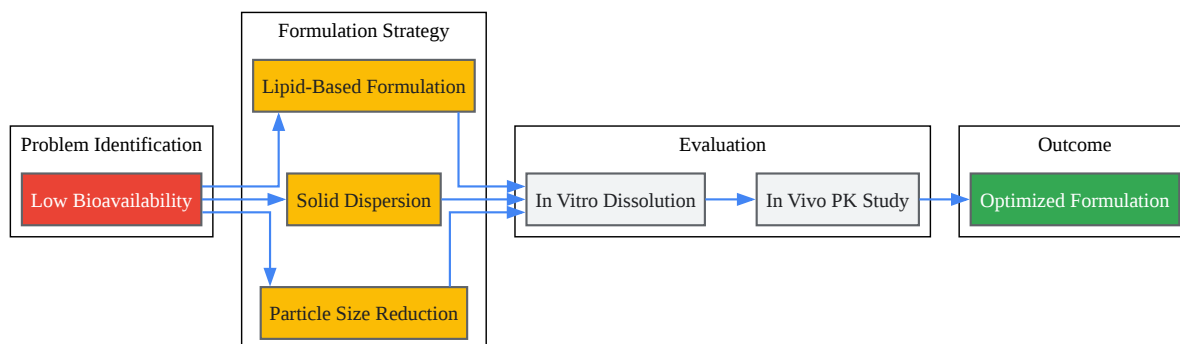 Problem Identification
Low Bioavailability
Formulation Strategy
Lipid-Based Formulation
Solid Dispersion
Particle Size Reduction
Evaluation
In Vitro Dissolution
In Vivo PK Study
Outcome
Optimized Formulation